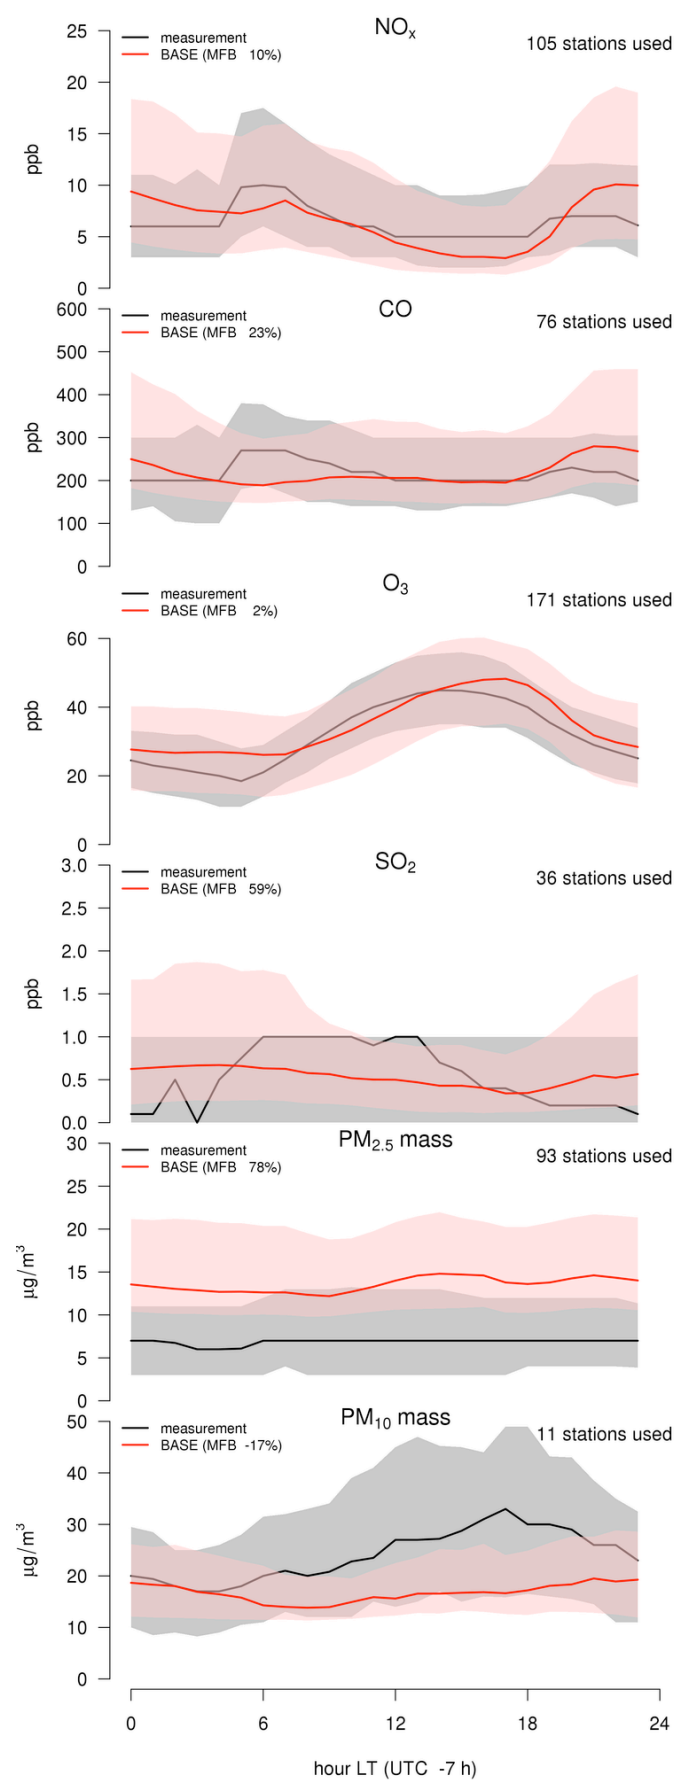 NOx
measurement
BASE (MFB 10%)
105 stations used
25
20
15
10
5
0
ppb
CO
measurement
BASE (MFB 23%)
76 stations used
600
500
400
300
200
100
0
ppb
O3
measurement
BASE (MFB 2%)
171 stations used
60
40
20
0
ppb
SO2
measurement
BASE (MFB 59%)
36 stations used
3.0
2.5
2.0
1.5
1.0
0.5
0.0
ppb
PM2.5 mass
measurement
BASE (MFB 78%)
93 stations used
30
25
20
15
10
5
0
µg/m³
PM10 mass
measurement
BASE (MFB -17%)
11 stations used
50
40
30
20
10
0
µg/m³
0 6 12 18 24
hour LT (UTC -7 h)